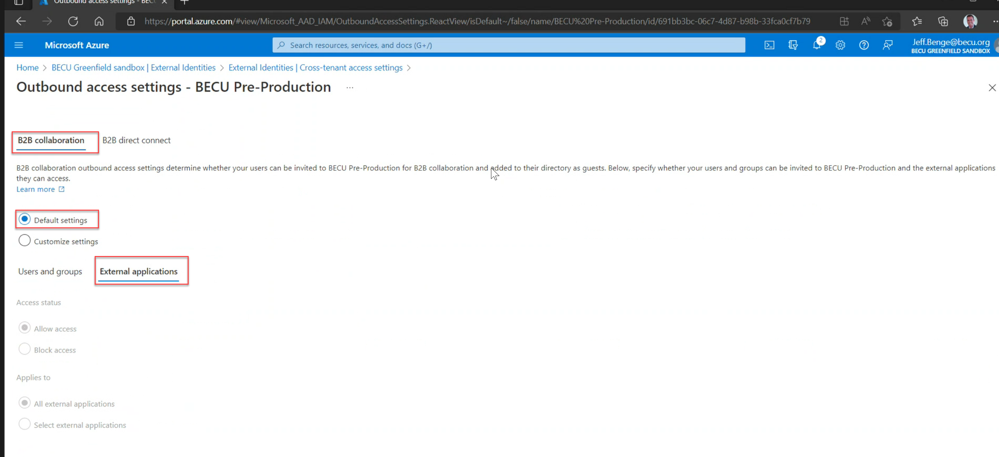 Outbound access settings - BEC
https://portal.azure.com/#view/Microsoft_AAD_IAM/OutboundAccessSettings.ReactView/isDefault~/false/name/BECU%20Pre-Production/id/691bb3bc-06c7-4d87-b98b-33fca0cf7b79
Microsoft Azure
Search resources, services, and docs (G+/)
2
Jeff.Benge@becu.org
BECU GREENFIELD SANDBOX
Home > BECU Greenfield sandbox | External Identities > External Identities | Cross-tenant access settings >
Outbound access settings - BECU Pre-Production ...
B2B collaboration B2B direct connect
B2B collaboration outbound access settings determine whether your users can be invited to BECU Pre-Production for B2B collaboration and added to their directory as guests. Below, specify whether your users and groups can be invited to BECU Pre-Production and the external applications
they can access.
Learn more
Default settings
Customize settings
Users and groups External applications
Access status
Allow access
Block access
Applies to
All external applications
Select external applications